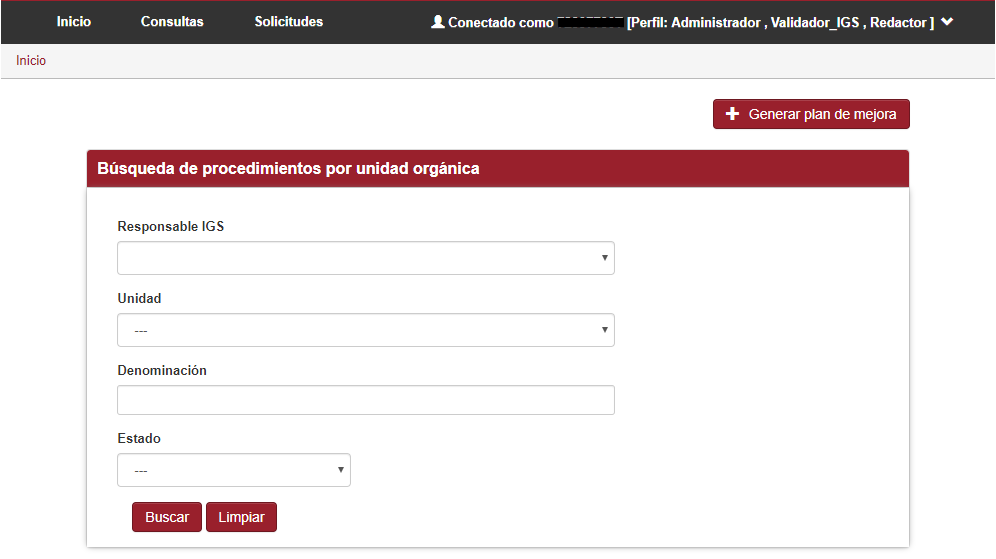 Inicio Consultas Solicitudes Conectado como [Perfil: Administrador , Validador_IGS , Redactor ]
Inicio
Generar plan de mejora
Búsqueda de procedimientos por unidad orgánica
Responsable IGS
Unidad
---
Denominación
Estado
---
Buscar Limpiar